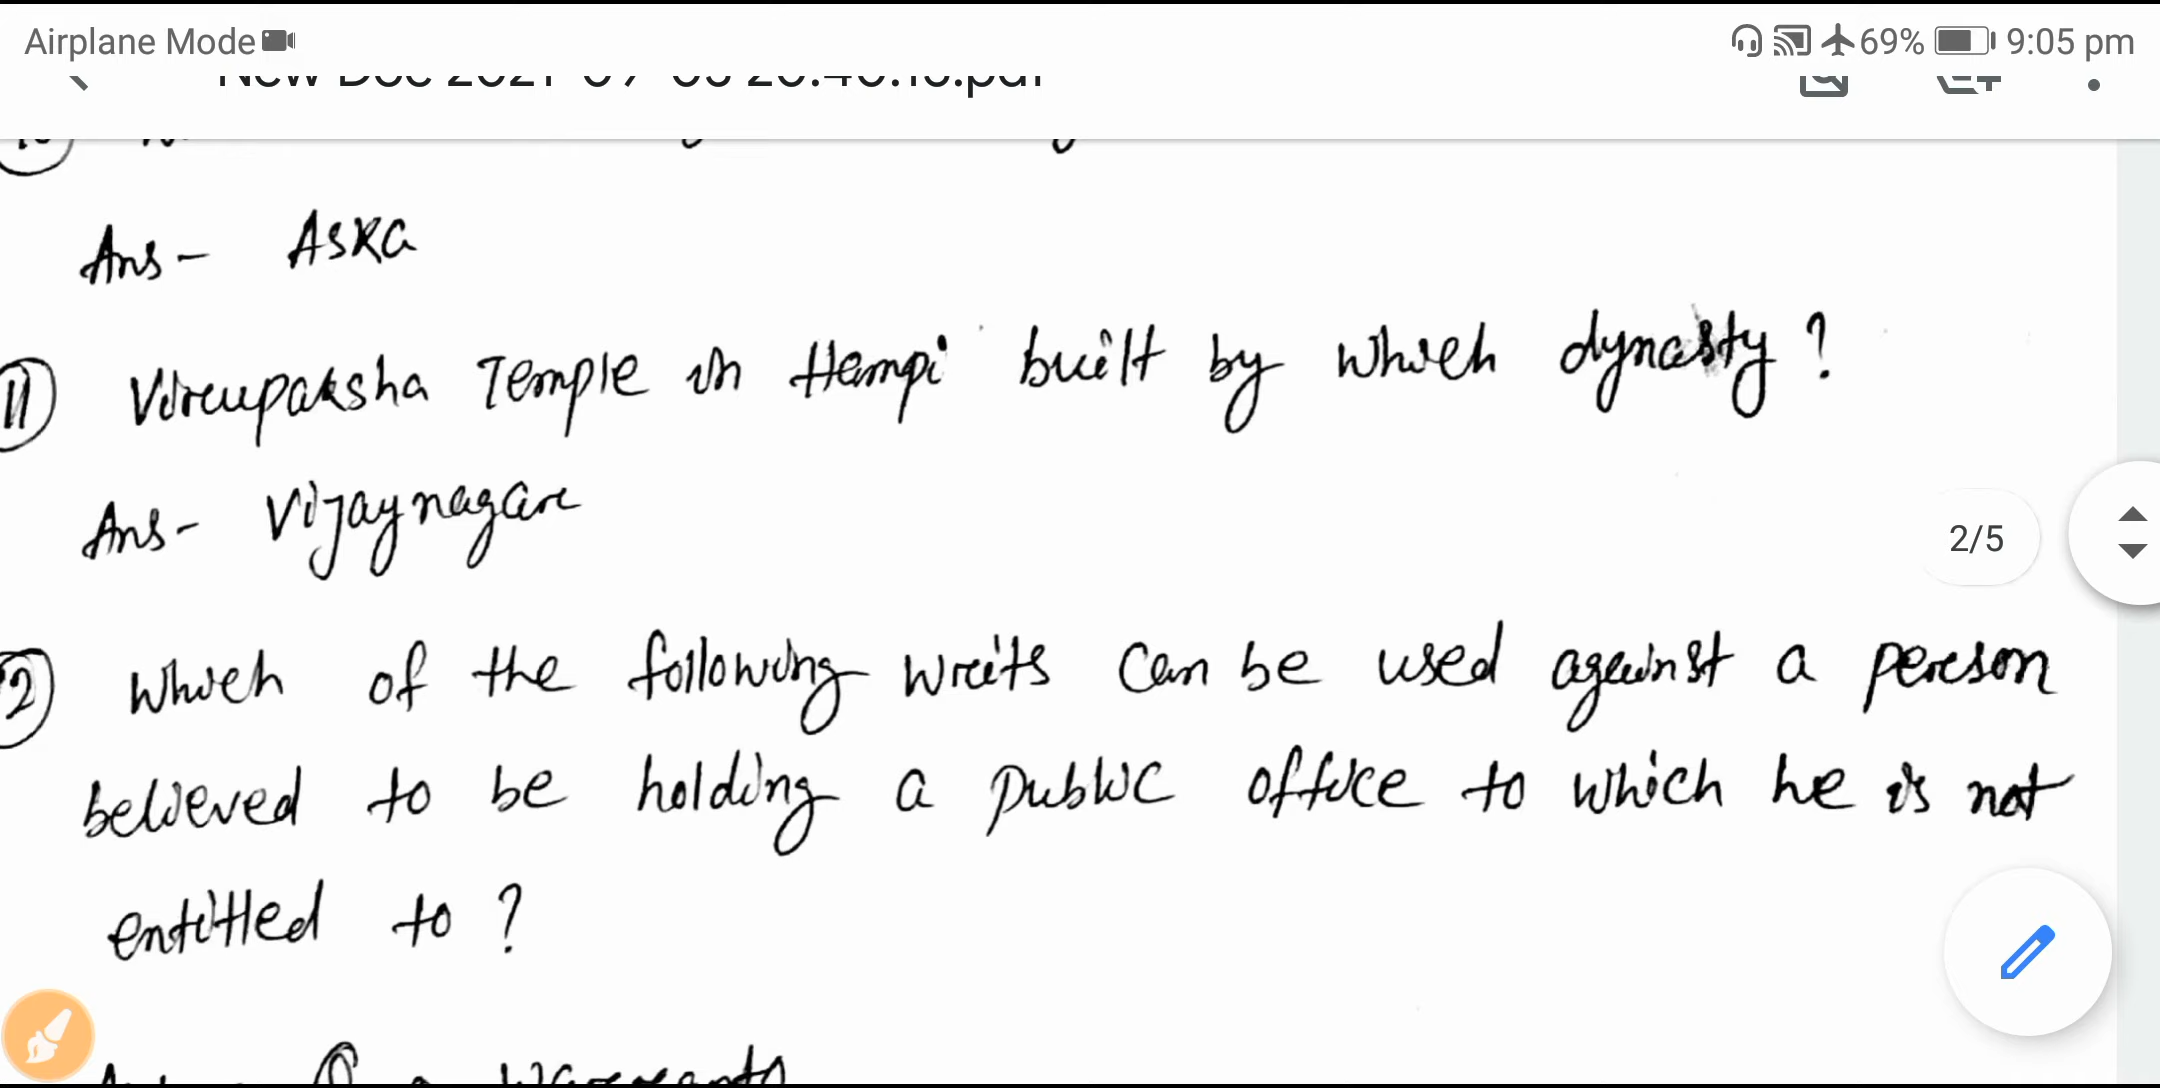 Airplane Mode 69% 9:05 pm
Ans - Aska
11 Virupaksha Temple in Hampi built by which dynasty?
Ans - Vijaynagar
2/5
2 Which of the following writs can be used against a person
believed to be holding a public office to which he is not
entitled to ?